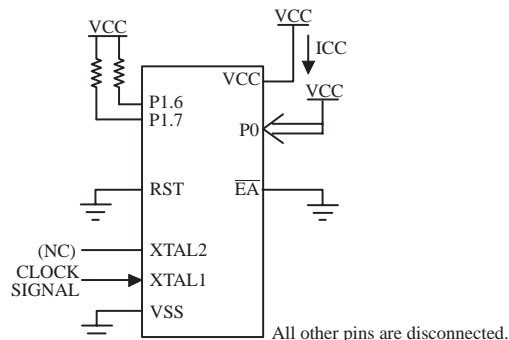 VCC
VCC
ICC
VCC
VCC
P1.6
P1.7
P0
RST
EA
(NC)
XTAL2
CLOCK
SIGNAL
XTAL1
VSS
All other pins are disconnected.